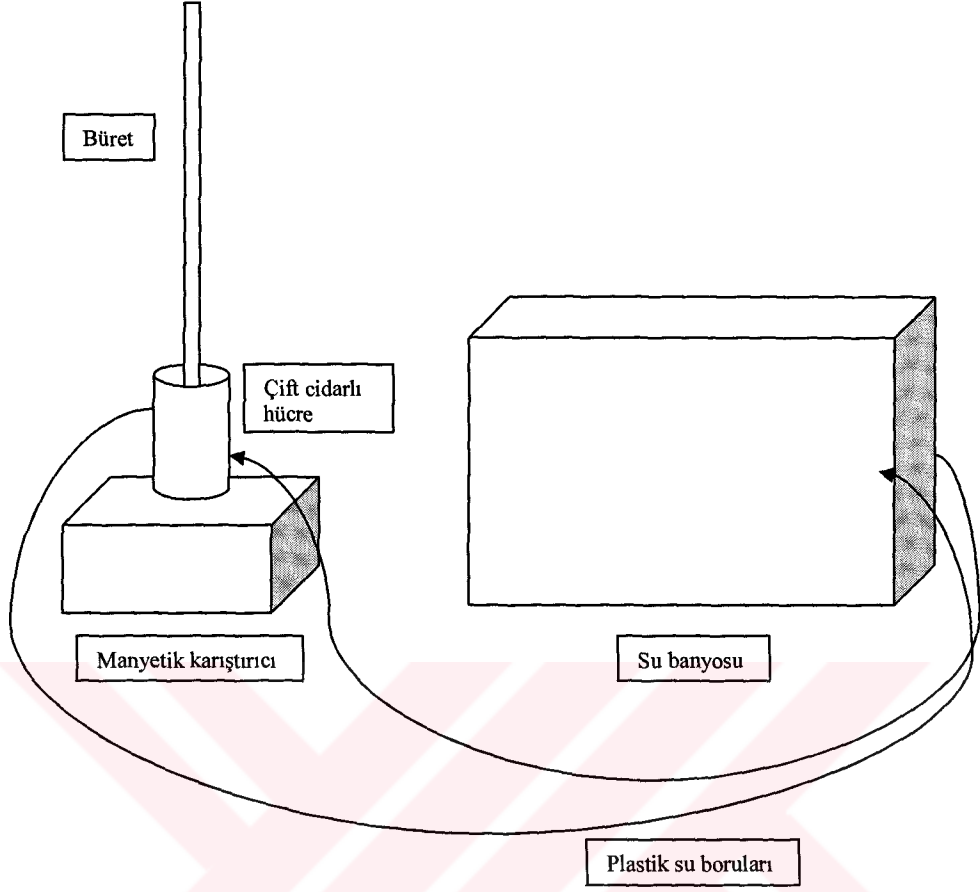 Büret
Çift cidarlı
hücre
Manyetik karıştırıcı
Su banyosu
Plastik su boruları